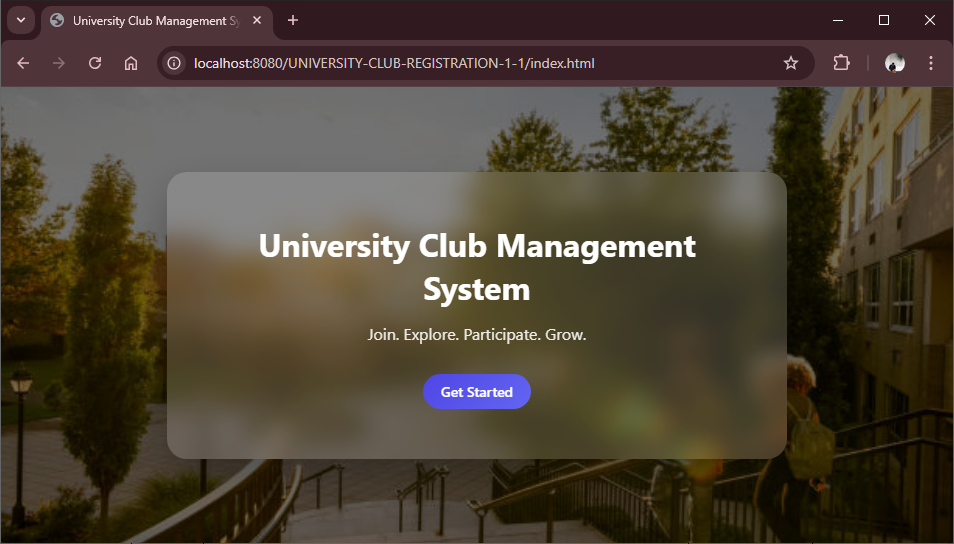 University Club Management Sy
localhost:8080/UNIVERSITY-CLUB-REGISTRATION-1-1/index.html
University Club Management
System
Join. Explore. Participate. Grow.
Get Started